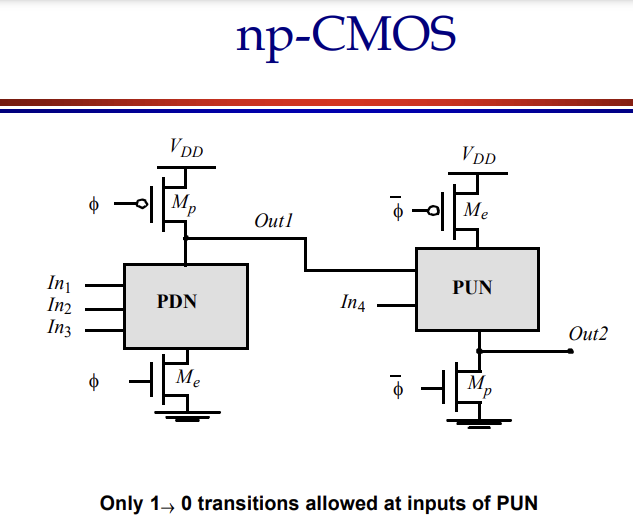 np-CMOS
VDD
VDD
ϕ
Mp
Out1
ϕ̅
Me
In1
In2
In3
PDN
In4
PUN
Out2
ϕ
Me
ϕ̅
Mp
Only 1→ 0 transitions allowed at inputs of PUN